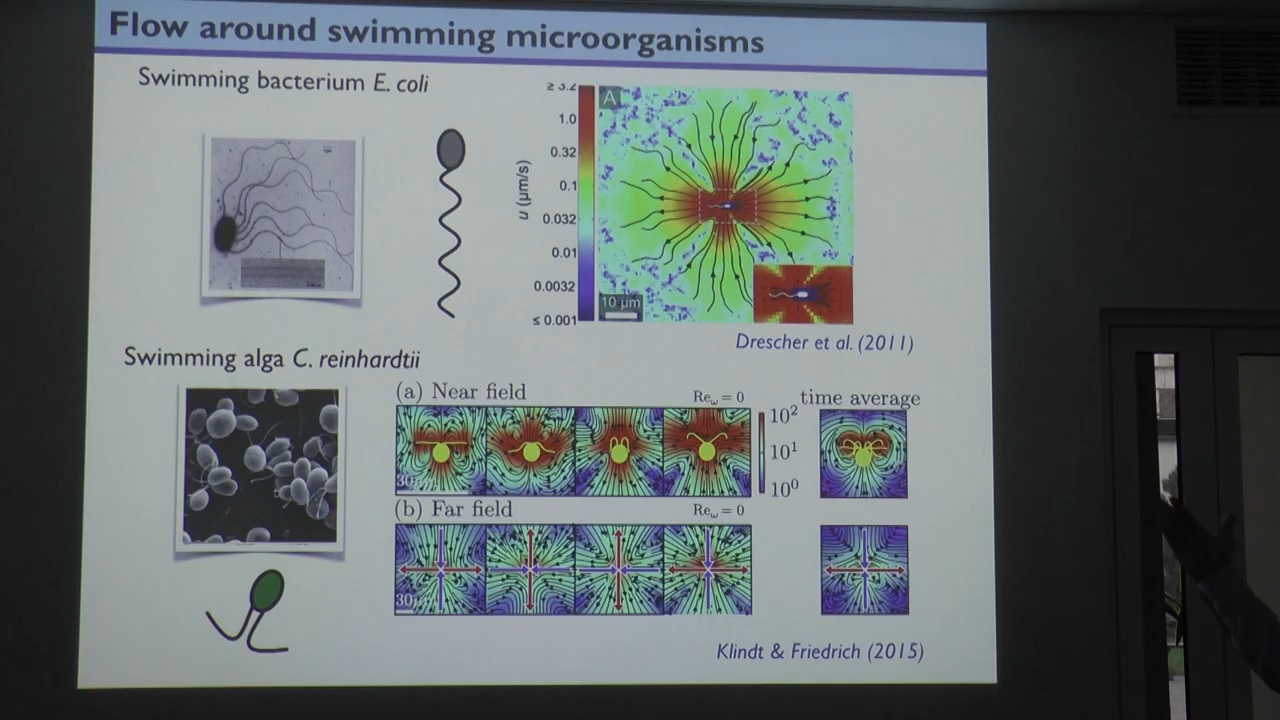 Flow around swimming microorganisms
Swimming bacterium E. coli
A
≥ 3.2
1.0
0.32
0.1
0.032
0.01
0.0032
≤ 0.001
u (µm/s)
10 µm
Drescher et al. (2011)
Swimming alga C. reinhardtii
(a) Near field
Reω = 0
time average
10²
10¹
10⁰
30
(b) Far field
Reω = 0
30
Klindt & Friedrich (2015)